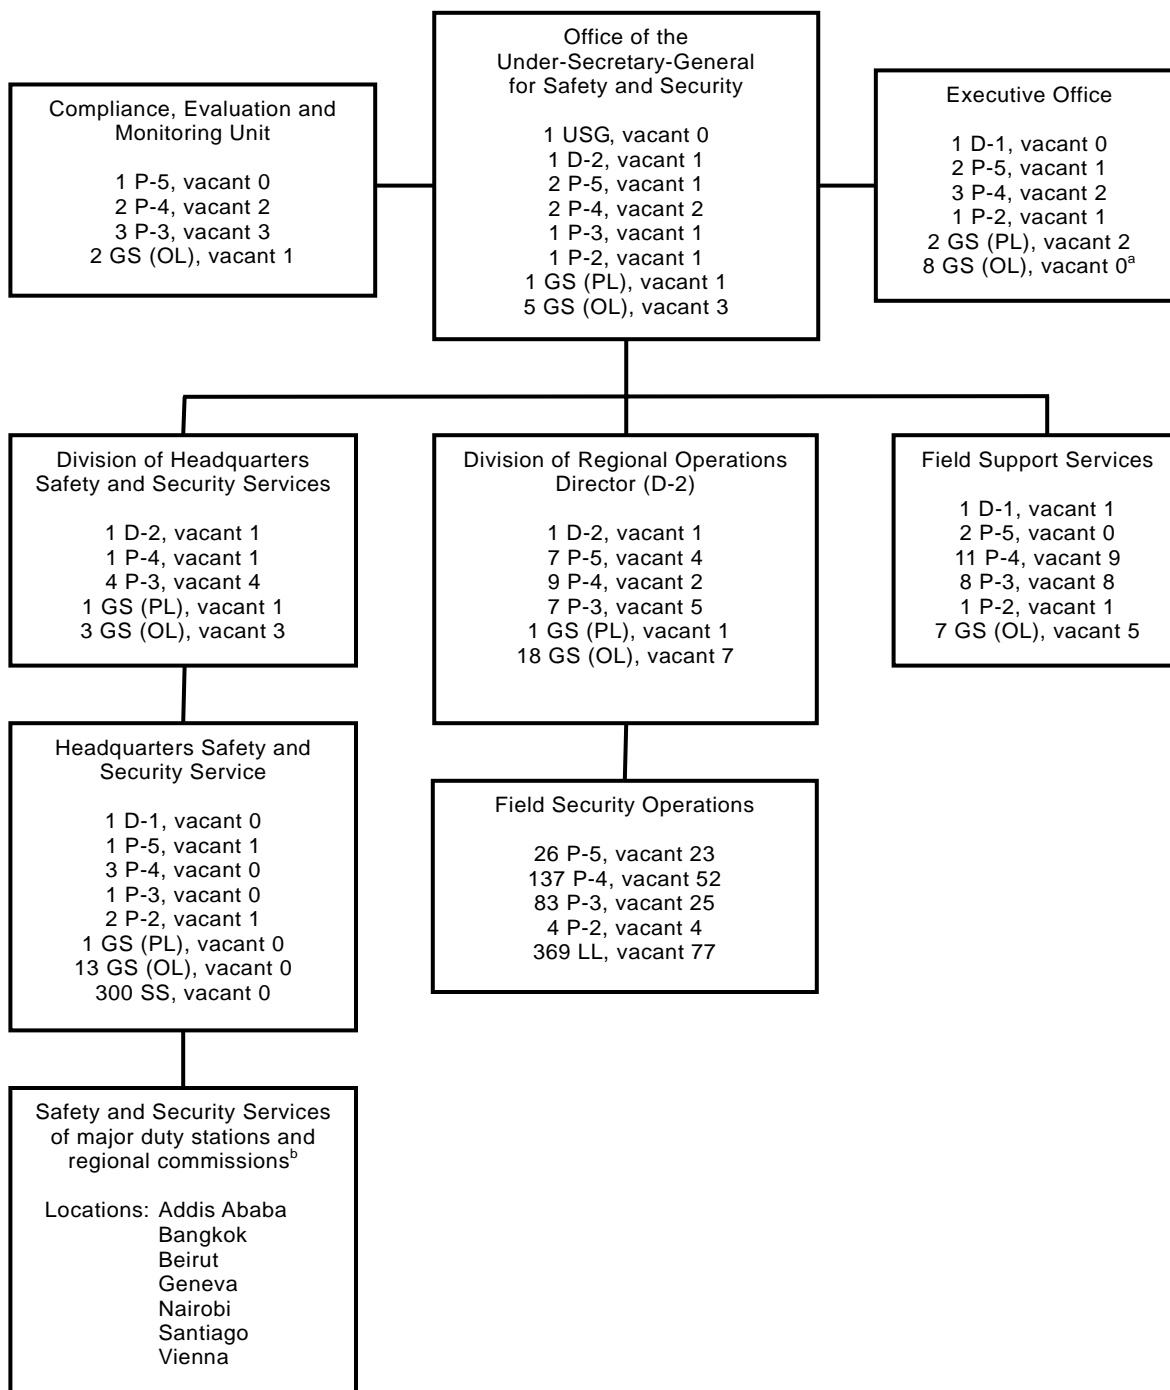 Office of the
Under-Secretary-General
for Safety and Security
1 USG, vacant 0
1 D-2, vacant 1
2 P-5, vacant 1
2 P-4, vacant 2
1 P-3, vacant 1
1 P-2, vacant 1
1 GS (PL), vacant 1
5 GS (OL), vacant 3
Compliance, Evaluation and
Monitoring Unit
1 P-5, vacant 0
2 P-4, vacant 2
3 P-3, vacant 3
2 GS (OL), vacant 1
Executive Office
1 D-1, vacant 0
2 P-5, vacant 1
3 P-4, vacant 2
1 P-2, vacant 1
2 GS (PL), vacant 2
8 GS (OL), vacant 0a
Division of Headquarters
Safety and Security Services
1 D-2, vacant 1
1 P-4, vacant 1
4 P-3, vacant 4
1 GS (PL), vacant 1
3 GS (OL), vacant 3
Division of Regional Operations
Director (D-2)
1 D-2, vacant 1
7 P-5, vacant 4
9 P-4, vacant 2
7 P-3, vacant 5
1 GS (PL), vacant 1
18 GS (OL), vacant 7
Field Support Services
1 D-1, vacant 1
2 P-5, vacant 0
11 P-4, vacant 9
8 P-3, vacant 8
1 P-2, vacant 1
7 GS (OL), vacant 5
Headquarters Safety and
Security Service
1 D-1, vacant 0
1 P-5, vacant 1
3 P-4, vacant 0
1 P-3, vacant 0
2 P-2, vacant 1
1 GS (PL), vacant 0
13 GS (OL), vacant 0
300 SS, vacant 0
Field Security Operations
26 P-5, vacant 23
137 P-4, vacant 52
83 P-3, vacant 25
4 P-2, vacant 4
369 LL, vacant 77
Safety and Security Services
of major duty stations and
regional commissionsb
Locations: Addis Ababa
Bangkok
Beirut
Geneva
Nairobi
Santiago
Vienna